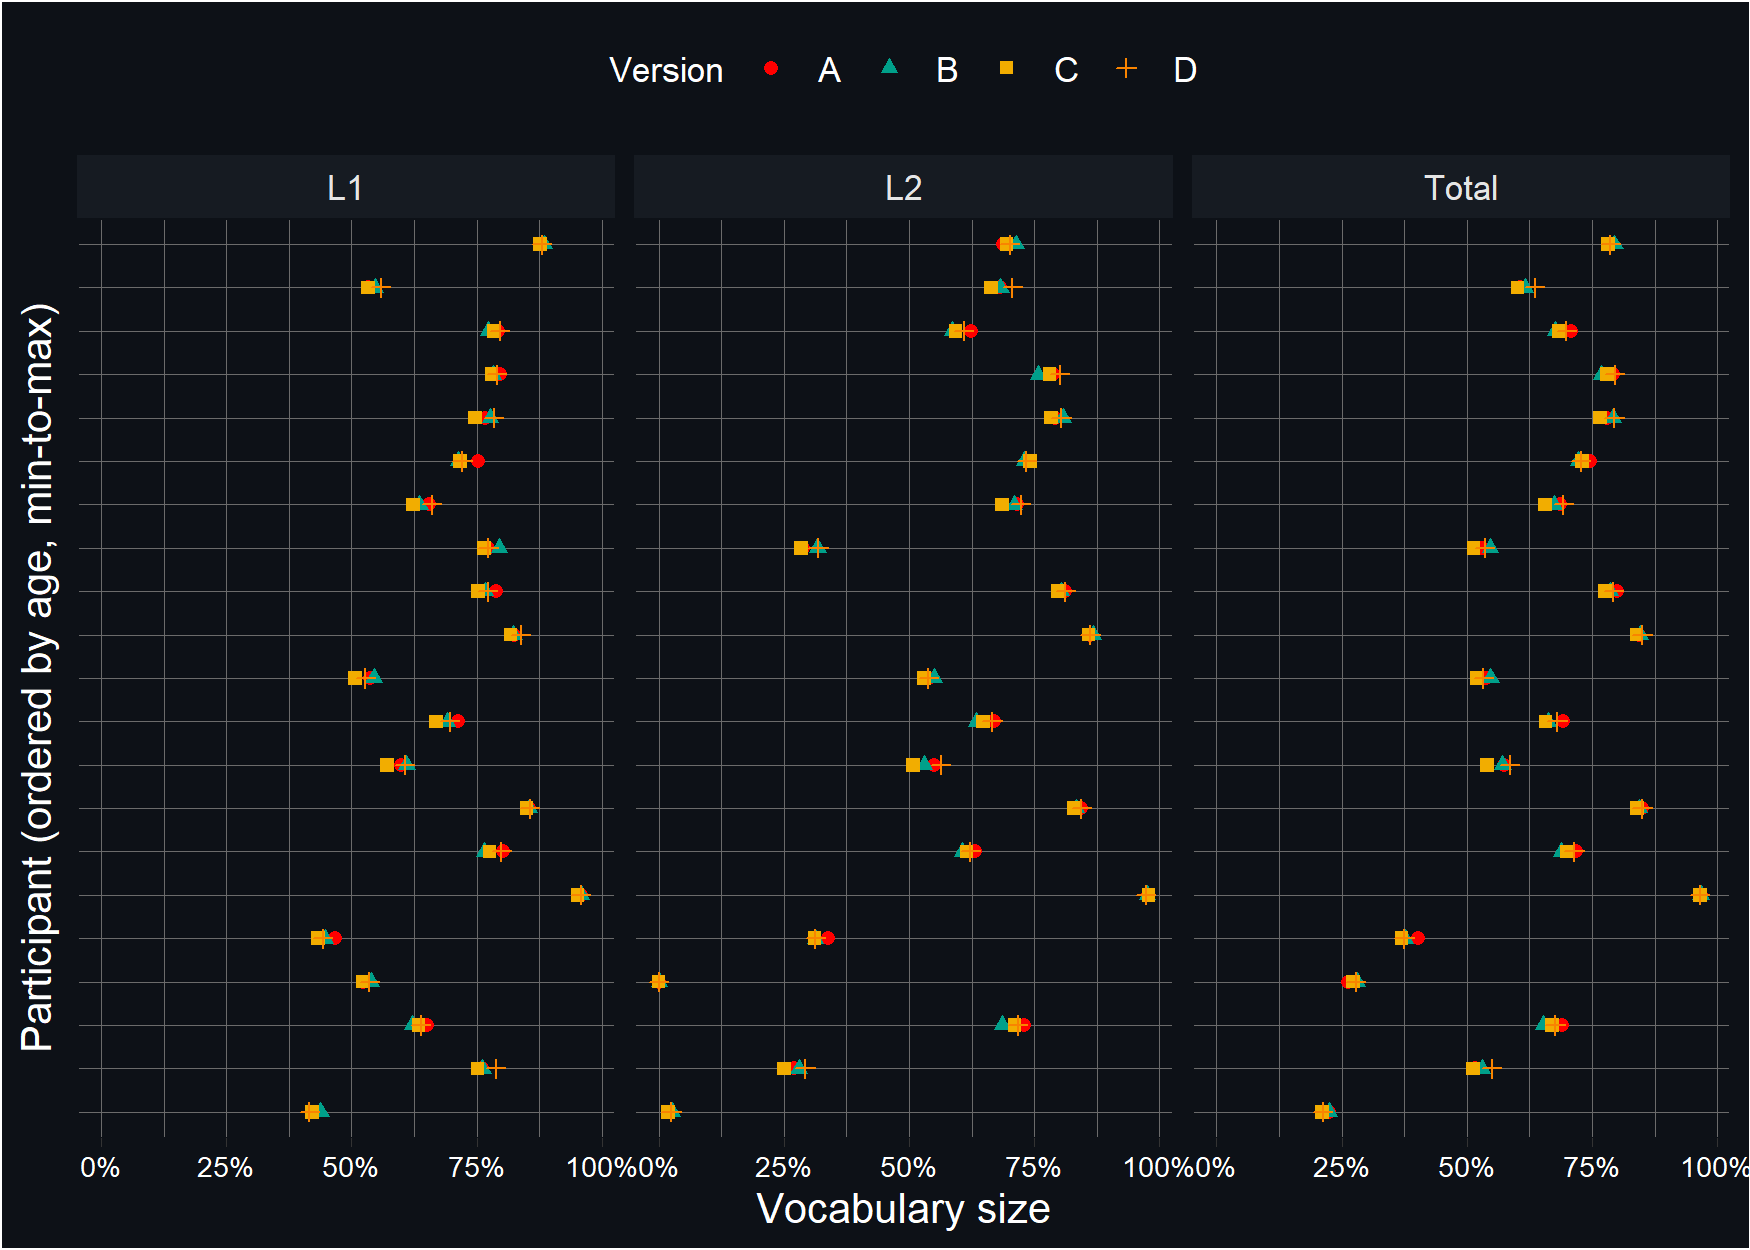 Version A B C D
L1 L2 Total
Participant (ordered by age, min-to-max)
0% 25% 50% 75% 100% 0% 25% 50% 75% 100% 0% 25% 50% 75% 100%
Vocabulary size